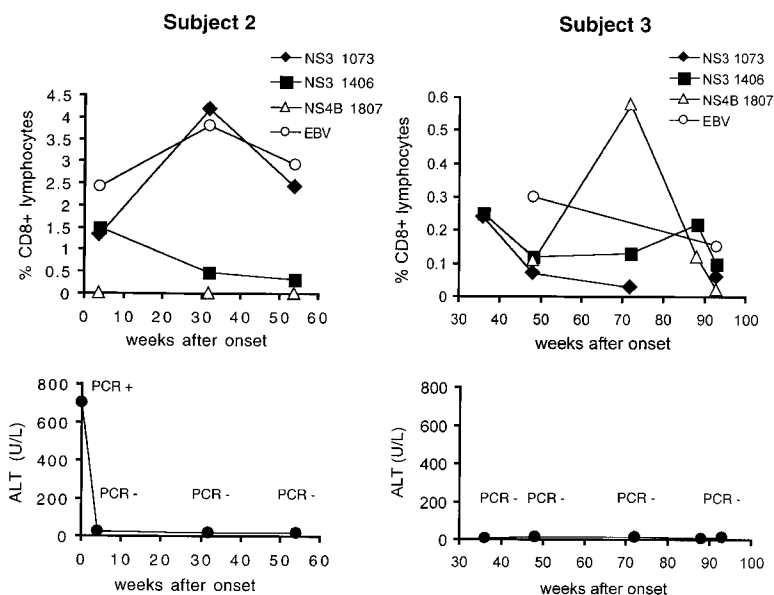 Subject 2
NS3 1073
NS3 1406
NS4B 1807
EBV
% CD8+ lymphocytes
4.5
4
3.5
3
2.5
2
1.5
1
0.5
0
0 10 20 30 40 50 60
weeks after onset
Subject 3
NS3 1073
NS3 1406
NS4B 1807
EBV
% CD8+ lymphocytes
0.6
0.5
0.4
0.3
0.2
0.1
0
30 40 50 60 70 80 90 100
weeks after onset
ALT (U/L)
800
600
400
200
0
PCR +
PCR - PCR - PCR -
0 10 20 30 40 50 60
weeks after onset
ALT (U/L)
800
600
400
200
0
PCR - PCR - PCR - PCR -
30 40 50 60 70 80 90 100
weeks after onset